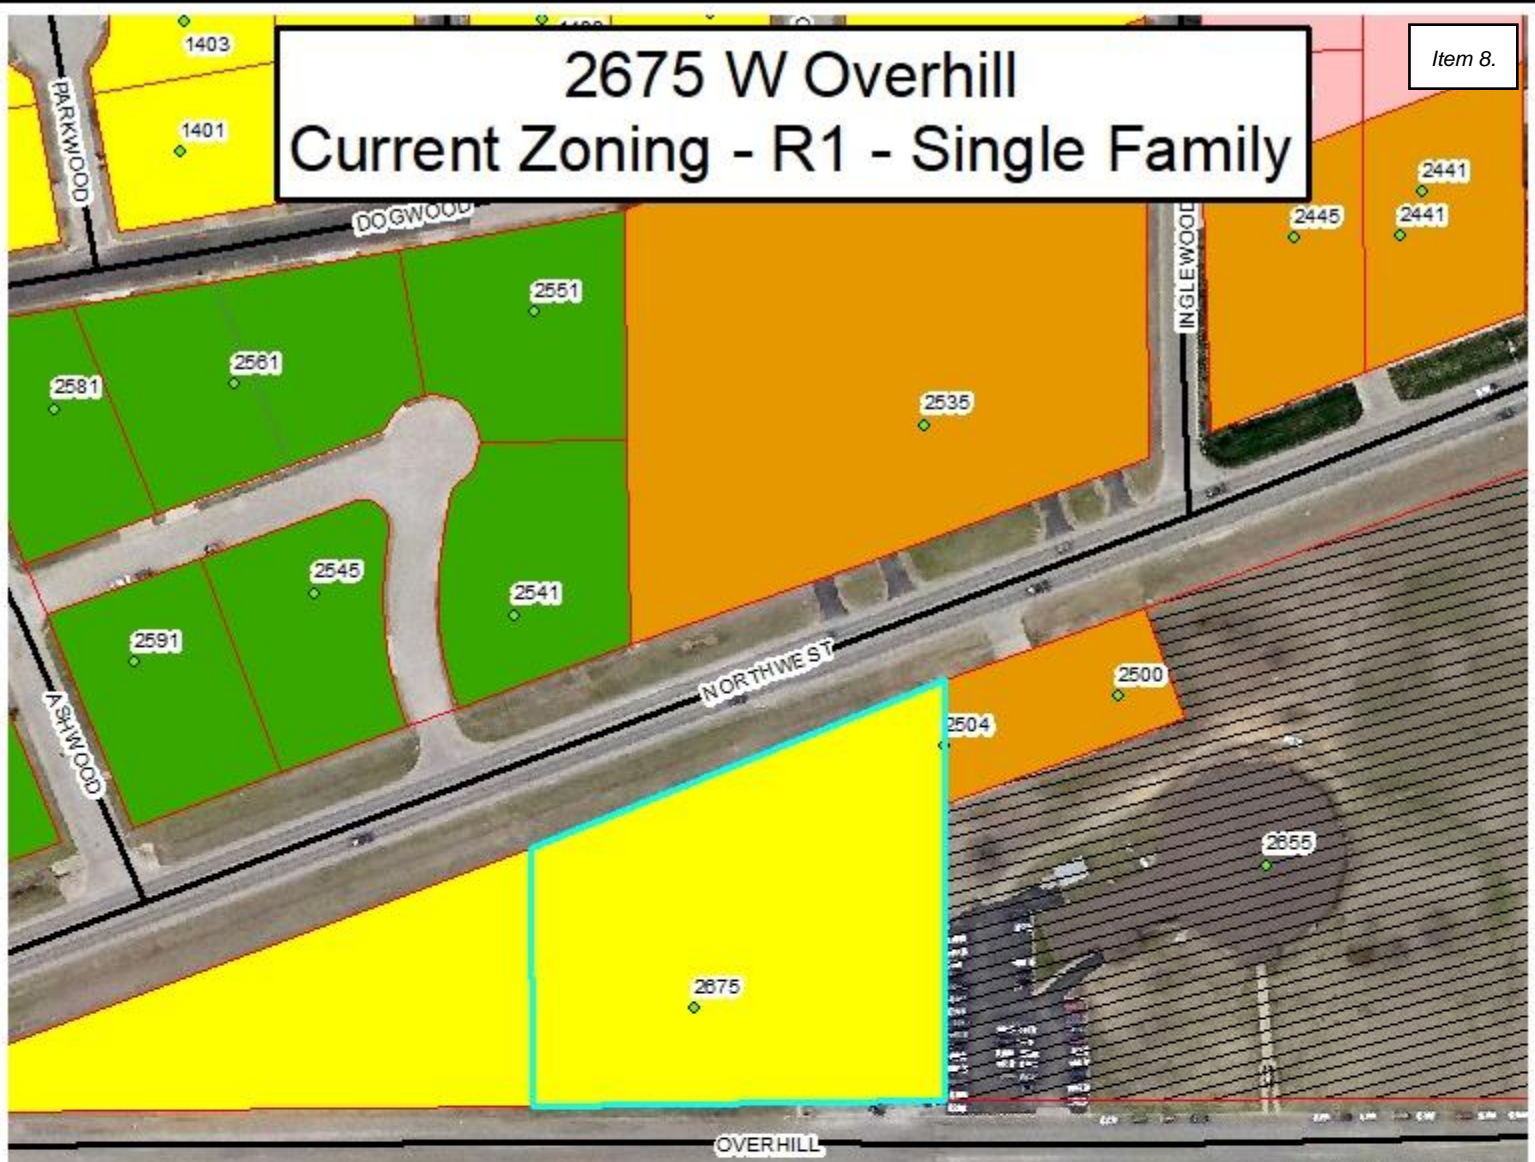 Item 8.
2675 W Overhill
Current Zoning - R1 - Single Family
1403
1401
PARKWOOD
DOGWOOD
INGLEWOOD
2441
2445
2441
2551
2561
2581
2535
2545
2541
2591
ASHWOOD
NORTHWEST
2500
2504
2655
2675
OVERHILL